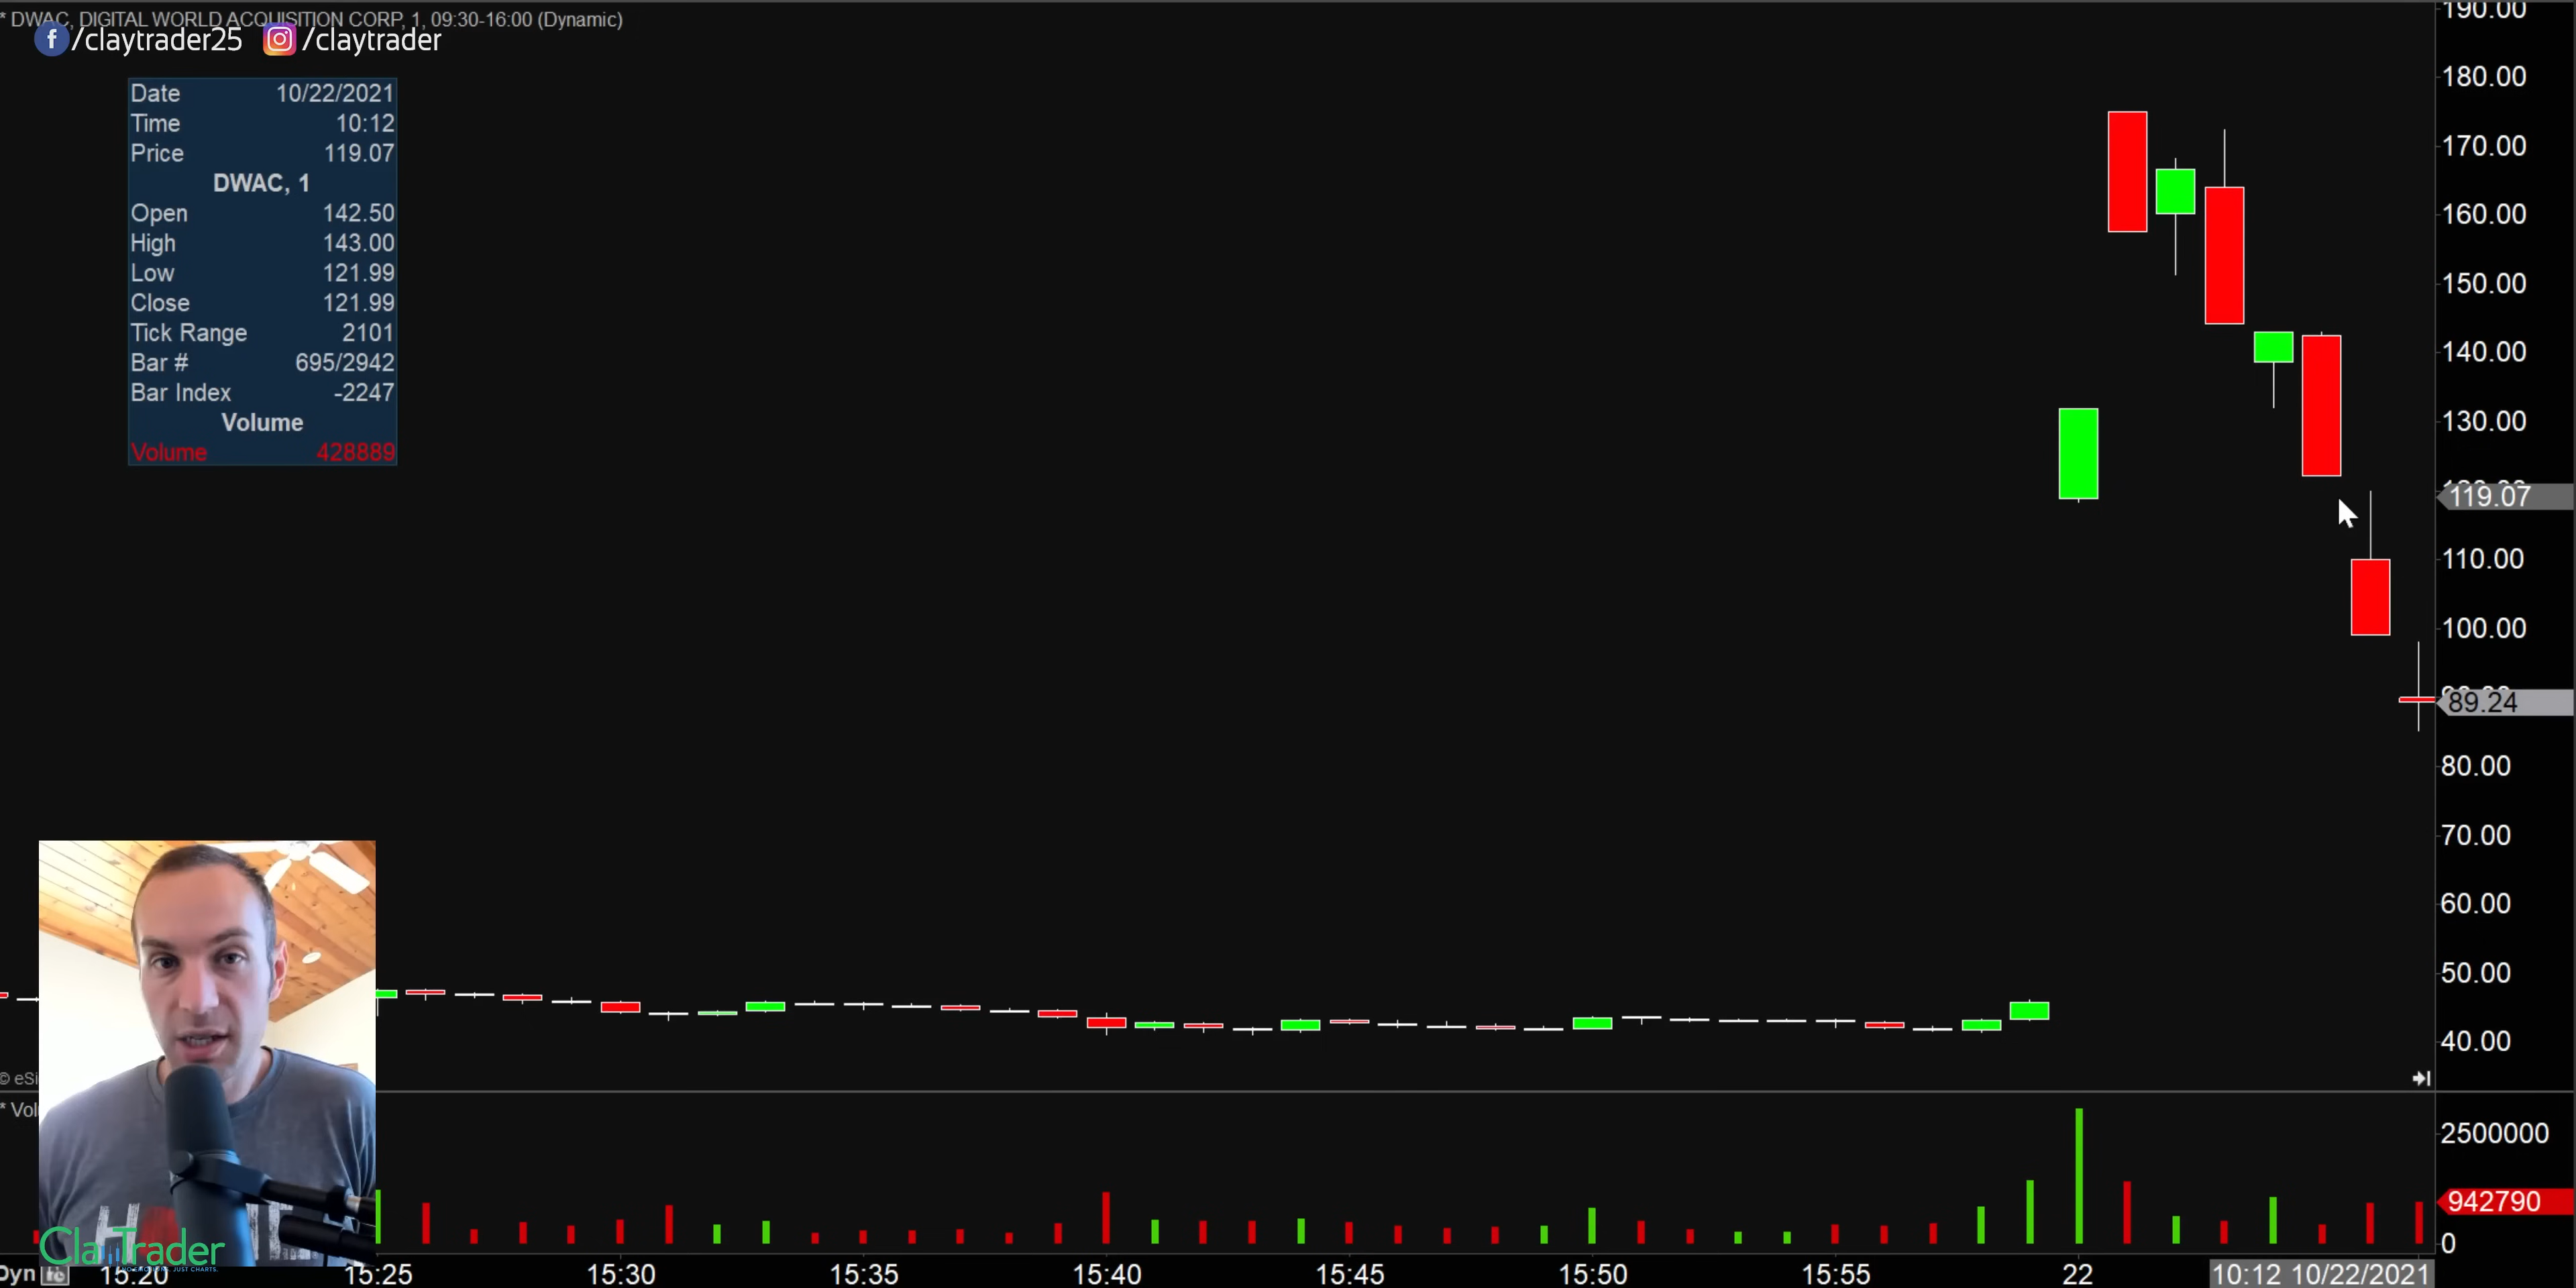 * DWAC, DIGITAL WORLD ACQUISITION CORP, 1, 09:30-16:00 (Dynamic)
f /claytrader25 /claytrader
Date 10/22/2021
Time 10:12
Price 119.07
DWAC, 1
Open 142.50
High 143.00
Low 121.99
Close 121.99
Tick Range 2101
Bar # 695/2942
Bar Index -2247
Volume
Volume 428889
190.00
180.00
170.00
160.00
150.00
140.00
130.00
119.07
110.00
100.00
89.24
80.00
70.00
60.00
50.00
40.00
© eSi
* Vol
2500000
942790
0
ClayTrader
Dyn 15:20 15:25 15:30 15:35 15:40 15:45 15:50 15:55 22 10:12 10/22/2021